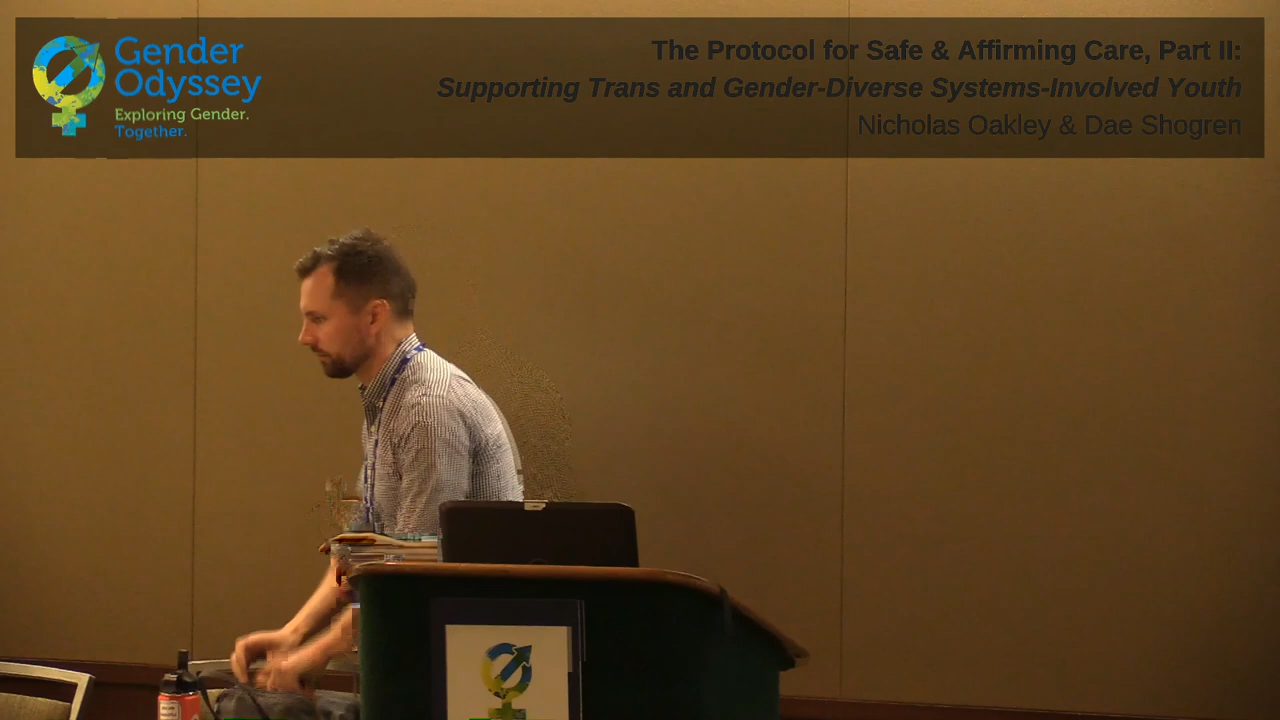 Gender
Odyssey
Exploring Gender.
Together.
The Protocol for Safe & Affirming Care, Part II:
Supporting Trans and Gender-Diverse Systems-Involved Youth
Nicholas Oakley & Dae Shogren